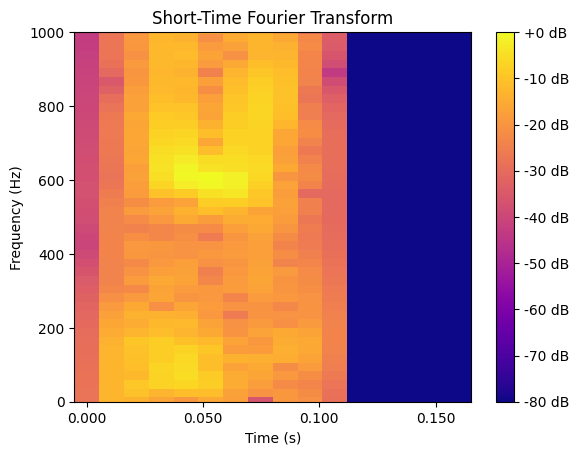 Short-Time Fourier Transform
Frequency (Hz)
1000
800
600
400
200
0
0.000
0.050
0.100
0.150
Time (s)
+0 dB
-10 dB
-20 dB
-30 dB
-40 dB
-50 dB
-60 dB
-70 dB
-80 dB